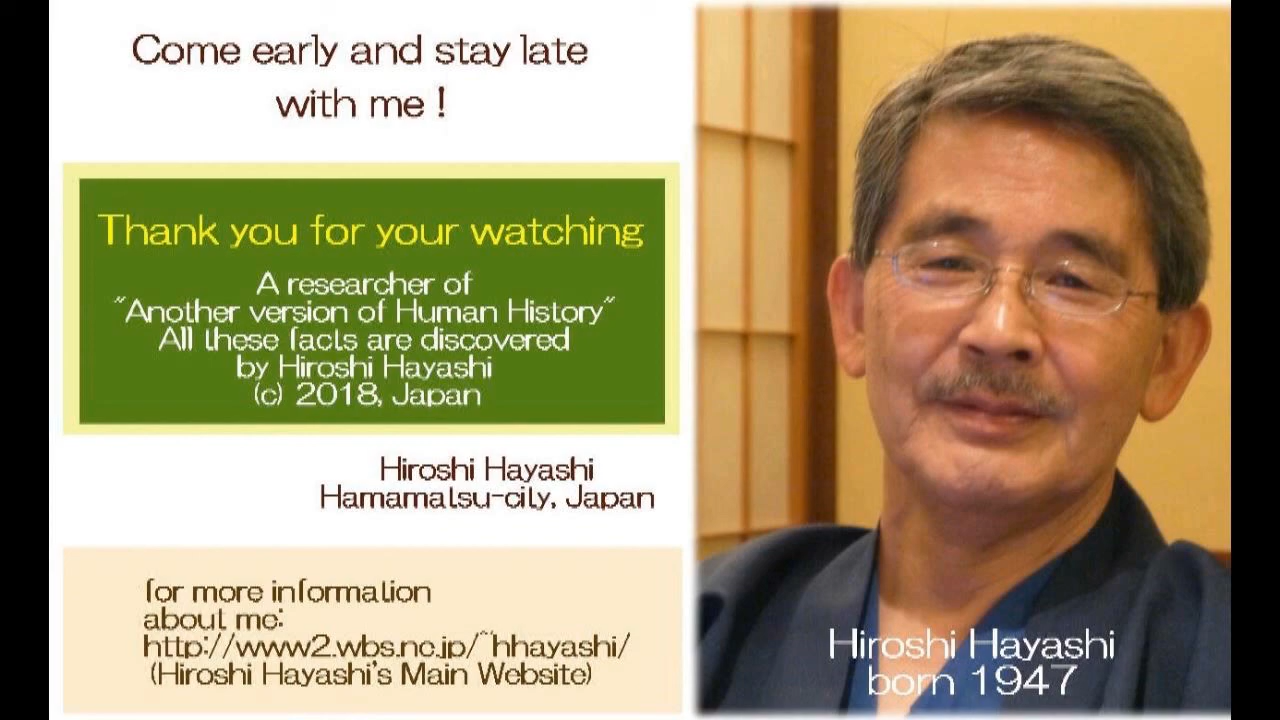 Come early and stay late
with me !
Thank you for your watching
A researcher of
"Another version of Human History"
All these facts are discovered
by Hiroshi Hayashi
(c) 2018, Japan
Hiroshi Hayashi
Hamamatsu-city, Japan
for more information
about me:
http://www2.wbs.ne.jp/~hhayashi/
(Hiroshi Hayashi's Main Website)
Hiroshi Hayashi
born 1947